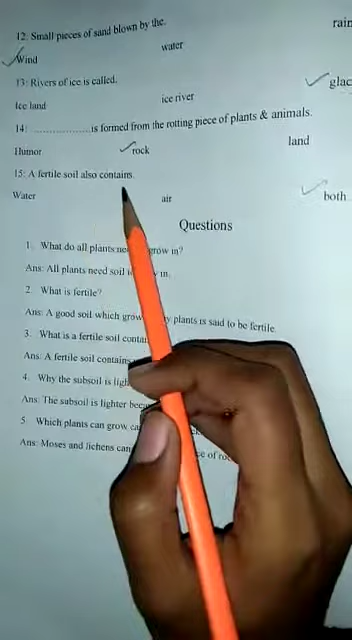 12: Small pieces of sand blown by the.
Wind water rain
13: Rivers of ice is called.
Ice land ice river glac
14: ................is formed from the rotting piece of plants & animals.
Humor rock land
15: A fertile soil also contains.
Water air both
Questions
1. What do all plants grow in?
Ans: All plants need soil in.
2. What is fertile?
Ans: A good soil which plants is said to be fertile
3. What is a fertile soil
Ans: A fertile soil contains
4. Why the subsoil is
Ans: The subsoil is lighter
5. Which plants can grow
Ans: Moses and lichens can of